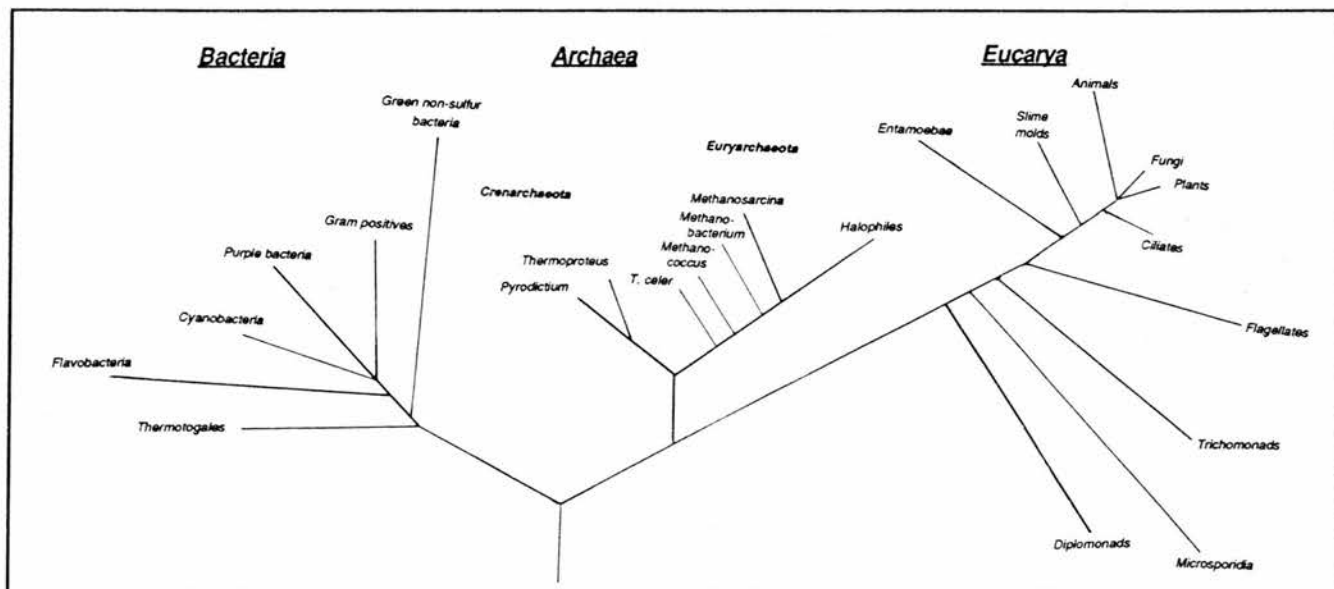 Bacteria
Archaea
Eucarya
Green non-sulfur
bacteria
Gram positives
Purple bacteria
Cyanobacteria
Flavobacteria
Thermotogales
Crenarchaeota
Euryarchaeota
Thermoproteus
Pyrodictium
T. celer
Methano-
coccus
Methano-
bacterium
Methanosarcina
Halophiles
Entamoebae
Slime
molds
Animals
Fungi
Plants
Ciliates
Flagellates
Trichomonads
Microsporidia
Diplomonads